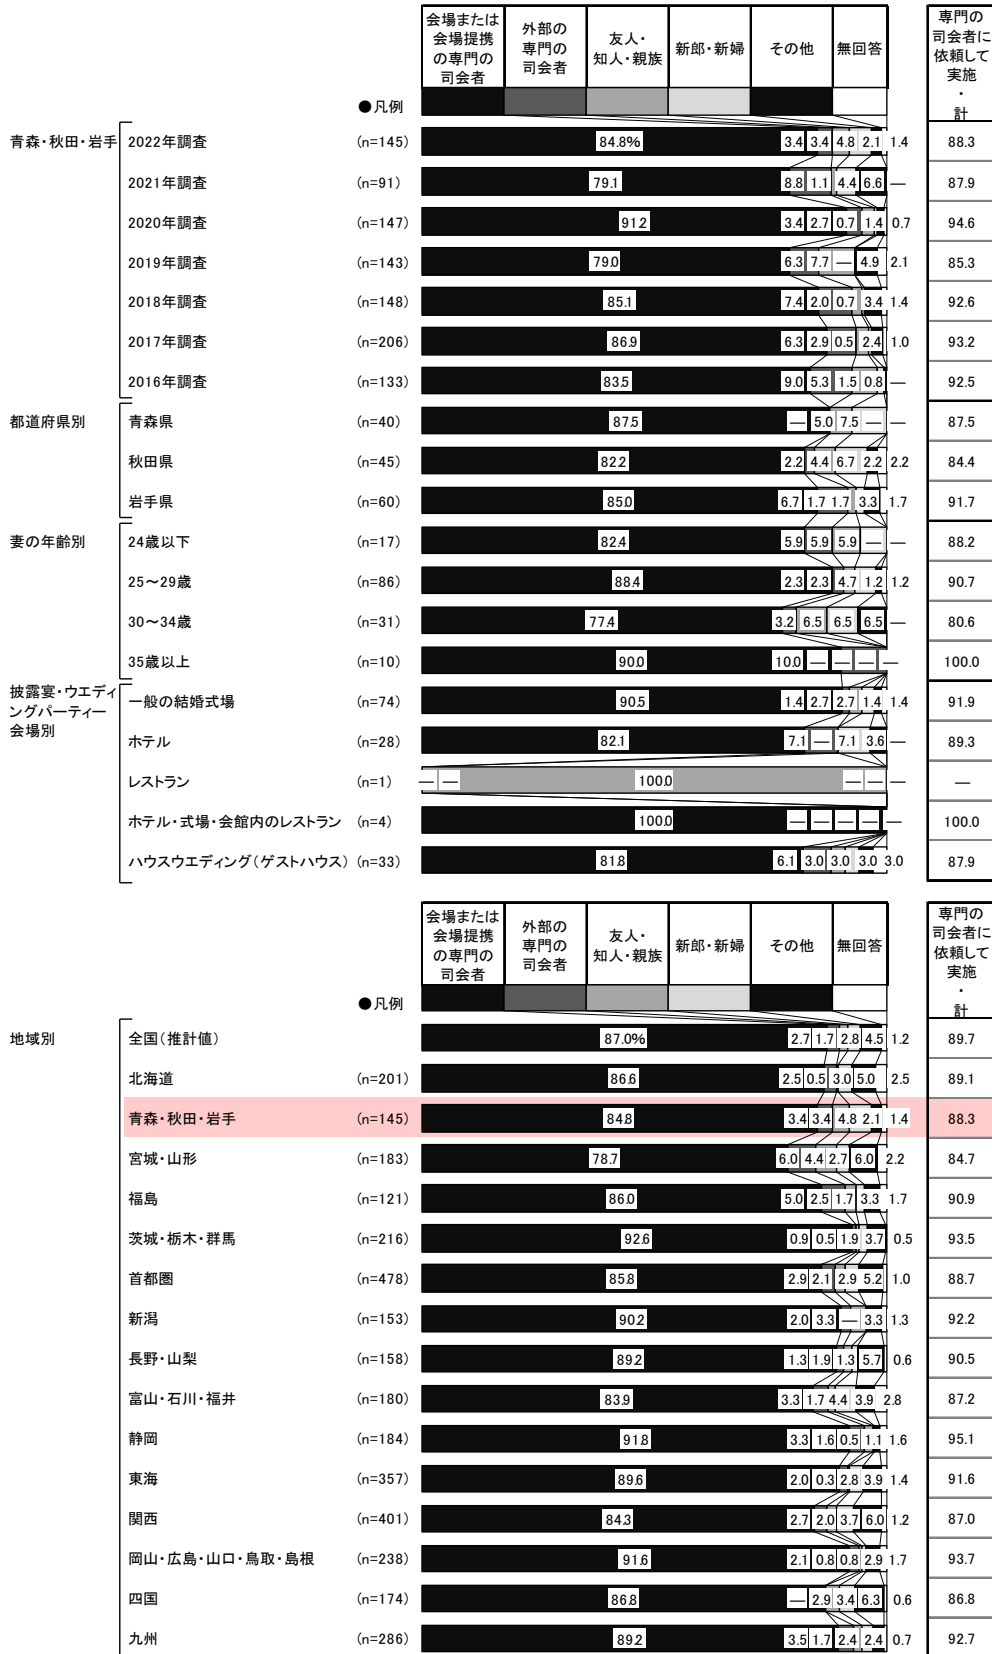 会場または
会場提携
の専門の
司会者
外部の
専門の
司会者
友人・
知人・親族
新郎・新婦
その他
無回答
専門の
司会者に
依頼して
実施
・
計
●凡例
青森・秋田・岩手 2022年調査 (n=145) 84.8% 3.4 3.4 4.8 2.1 1.4 88.3
2021年調査 (n=91) 79.1 8.8 1.1 4.4 6.6 — 87.9
2020年調査 (n=147) 91.2 3.4 2.7 0.7 1.4 0.7 94.6
2019年調査 (n=143) 79.0 6.3 7.7 — 4.9 2.1 85.3
2018年調査 (n=148) 85.1 7.4 2.0 0.7 3.4 1.4 92.6
2017年調査 (n=206) 86.9 6.3 2.9 0.5 2.4 1.0 93.2
2016年調査 (n=133) 83.5 9.0 5.3 1.5 0.8 — 92.5
都道府県別 青森県 (n=40) 87.5 — 5.0 7.5 — — 87.5
秋田県 (n=45) 82.2 2.2 4.4 6.7 2.2 2.2 84.4
岩手県 (n=60) 85.0 6.7 1.7 1.7 3.3 1.7 91.7
妻の年齢別 24歳以下 (n=17) 82.4 5.9 5.9 5.9 — — 88.2
25～29歳 (n=86) 88.4 2.3 2.3 4.7 1.2 1.2 90.7
30～34歳 (n=31) 77.4 3.2 6.5 6.5 6.5 — 80.6
35歳以上 (n=10) 90.0 10.0 — — — — 100.0
披露宴・ウエディ
ングパーティー
会場別
一般の結婚式場 (n=74) 90.5 1.4 2.7 2.7 1.4 1.4 91.9
ホテル (n=28) 82.1 7.1 — 7.1 3.6 — 89.3
レストラン (n=1) — — 100.0 — — — —
ホテル・式場・会館内のレストラン (n=4) 100.0 — — — — — 100.0
ハウスウエディング(ゲストハウス) (n=33) 81.8 6.1 3.0 3.0 3.0 3.0 87.9
会場または
会場提携
の専門の
司会者
外部の
専門の
司会者
友人・
知人・親族
新郎・新婦
その他
無回答
専門の
司会者に
依頼して
実施
・
計
●凡例
地域別 全国(推計値) 87.0% 2.7 1.7 2.8 4.5 1.2 89.7
北海道 (n=201) 86.6 2.5 0.5 3.0 5.0 2.5 89.1
青森・秋田・岩手 (n=145) 84.8 3.4 3.4 4.8 2.1 1.4 88.3
宮城・山形 (n=183) 78.7 6.0 4.4 2.7 6.0 2.2 84.7
福島 (n=121) 86.0 5.0 2.5 1.7 3.3 1.7 90.9
茨城・栃木・群馬 (n=216) 92.6 0.9 0.5 1.9 3.7 0.5 93.5
首都圏 (n=478) 85.8 2.9 2.1 2.9 5.2 1.0 88.7
新潟 (n=153) 90.2 2.0 3.3 — 3.3 1.3 92.2
長野・山梨 (n=158) 89.2 1.3 1.9 1.3 5.7 0.6 90.5
富山・石川・福井 (n=180) 83.9 3.3 1.7 4.4 3.9 2.8 87.2
静岡 (n=184) 91.8 3.3 1.6 0.5 1.1 1.6 95.1
東海 (n=357) 89.6 2.0 0.3 2.8 3.9 1.4 91.6
関西 (n=401) 84.3 2.7 2.0 3.7 6.0 1.2 87.0
岡山・広島・山口・鳥取・島根 (n=238) 91.6 2.1 0.8 0.8 2.9 1.7 93.7
四国 (n=174) 86.8 — 2.9 3.4 6.3 0.6 86.8
九州 (n=286) 89.2 3.5 1.7 2.4 2.4 0.7 92.7